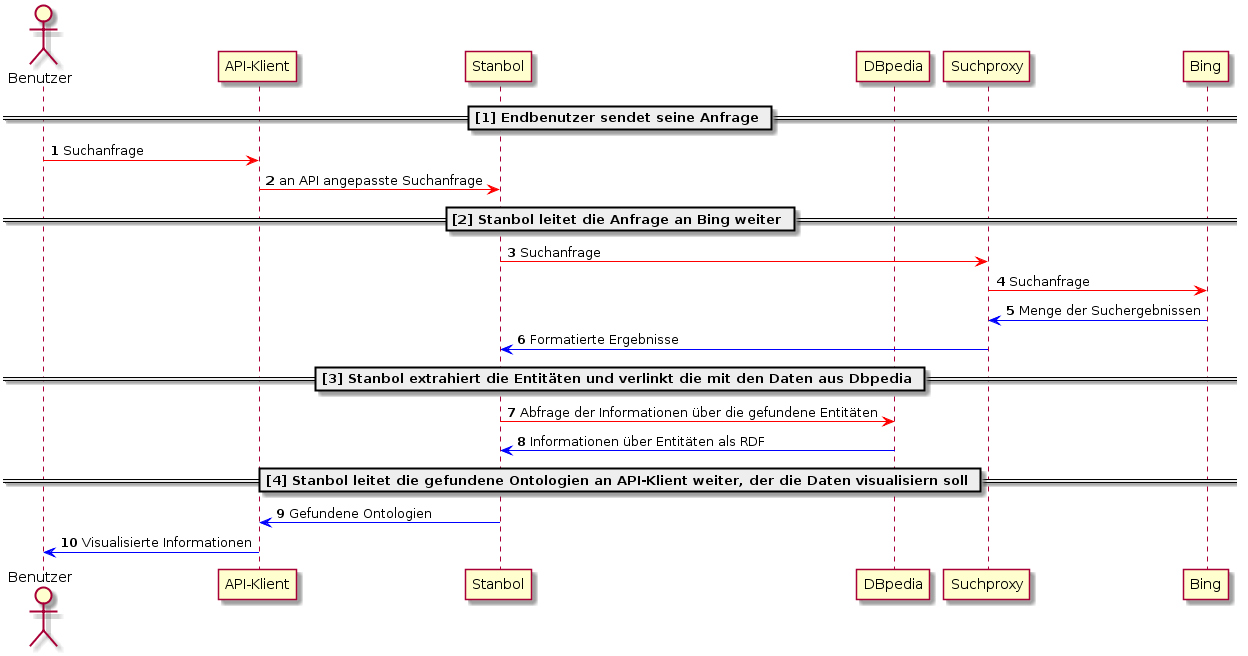 Benutzer
API-Klient
Stanbol
DBpedia
Suchproxy
Bing
[1] Endbenutzer sendet seine Anfrage
1 Suchanfrage
2 an API angepasste Suchanfrage
[2] Stanbol leitet die Anfrage an Bing weiter
3 Suchanfrage
4 Suchanfrage
5 Menge der Suchergebnissen
6 Formatierte Ergebnisse
[3] Stanbol extrahiert die Entitäten und verlinkt die mit den Daten aus Dbpedia
7 Abfrage der Informationen über die gefundene Entitäten
8 Informationen über Entitäten als RDF
[4] Stanbol leitet die gefundene Ontologien an API-Klient weiter, der die Daten visualisiern soll
9 Gefundene Ontologien
10 Visualisierte Informationen
Benutzer
API-Klient
Stanbol
DBpedia
Suchproxy
Bing